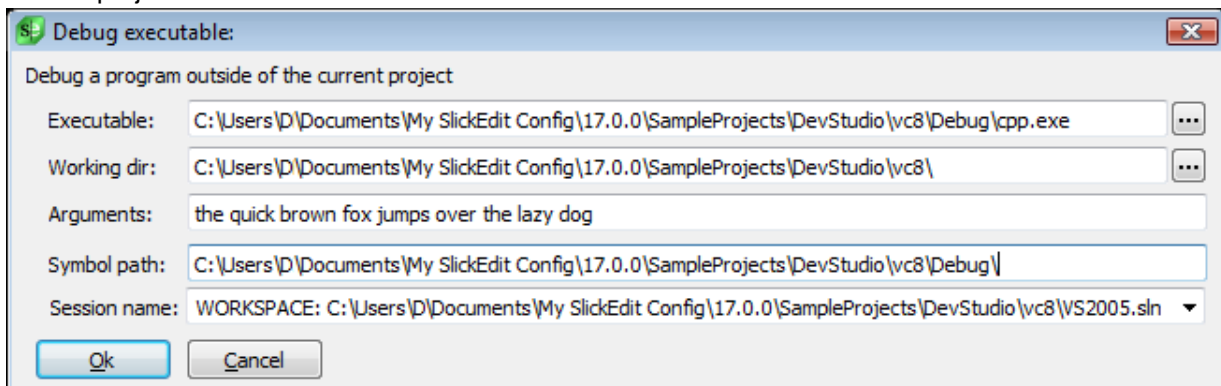 Debug executable:
Debug a program outside of the current project
Executable: C:\Users\D\Documents\My SlickEdit Config\17.0.0\SampleProjects\DevStudio\vc8\Debug\cpp.exe ...
Working dir: C:\Users\D\Documents\My SlickEdit Config\17.0.0\SampleProjects\DevStudio\vc8\ ...
Arguments: the quick brown fox jumps over the lazy dog
Symbol path: C:\Users\D\Documents\My SlickEdit Config\17.0.0\SampleProjects\DevStudio\vc8\Debug\
Session name: WORKSPACE: C:\Users\D\Documents\My SlickEdit Config\17.0.0\SampleProjects\DevStudio\vc8\VS2005.sln
Ok Cancel